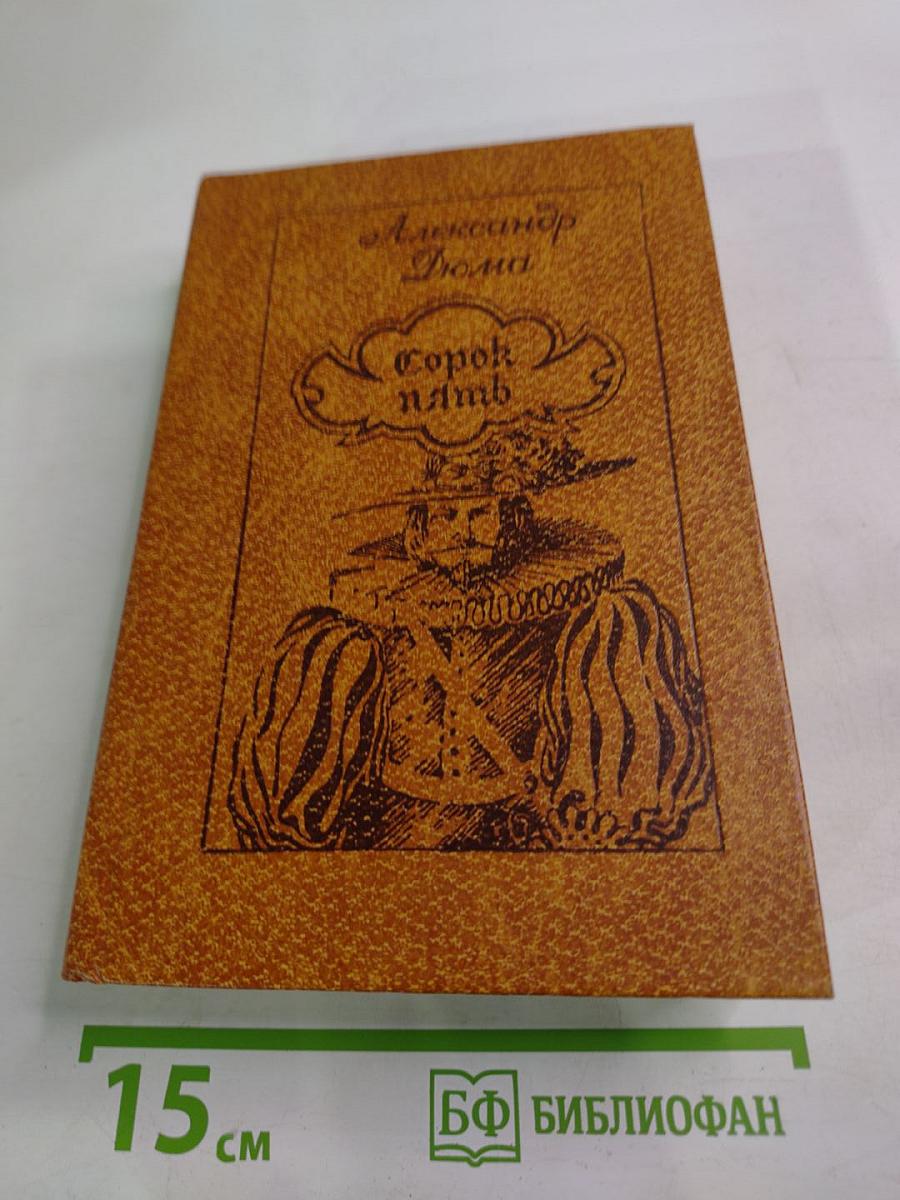 Александр
Дюма
Сорок
пять
15 см
БФ БИБЛИОФАН